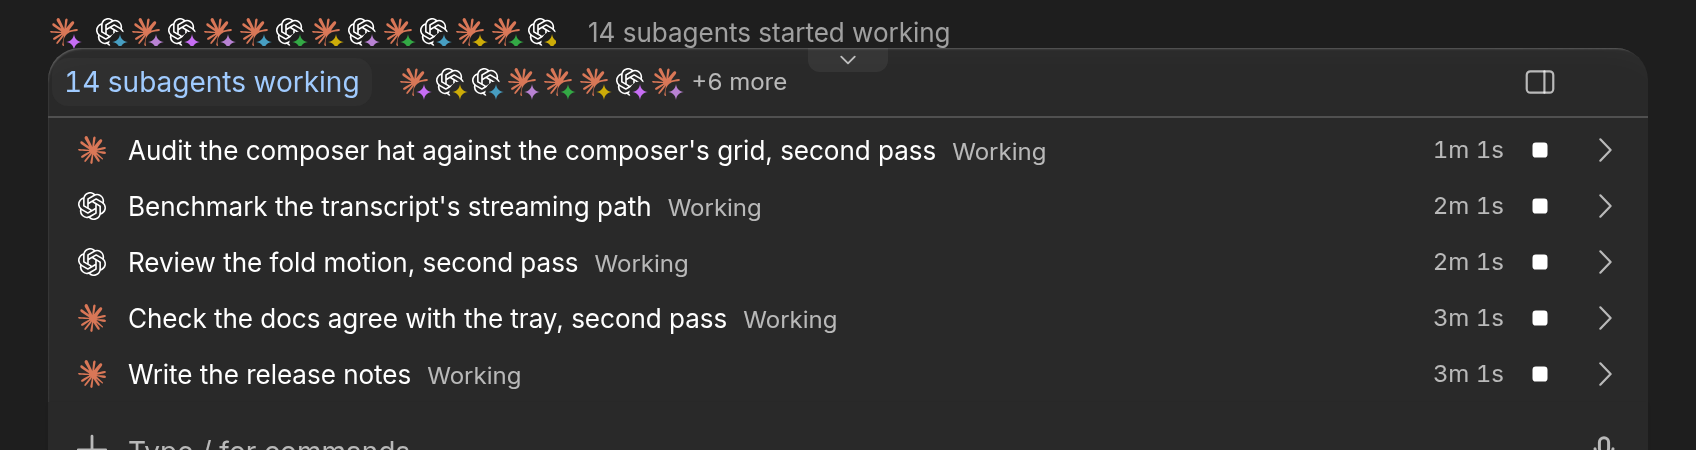 14 subagents started working
14 subagents working +6 more
Audit the composer hat against the composer's grid, second pass Working 1m 1s
Benchmark the transcript's streaming path Working 2m 1s
Review the fold motion, second pass Working 2m 1s
Check the docs agree with the tray, second pass Working 3m 1s
Write the release notes Working 3m 1s
Type / for commands